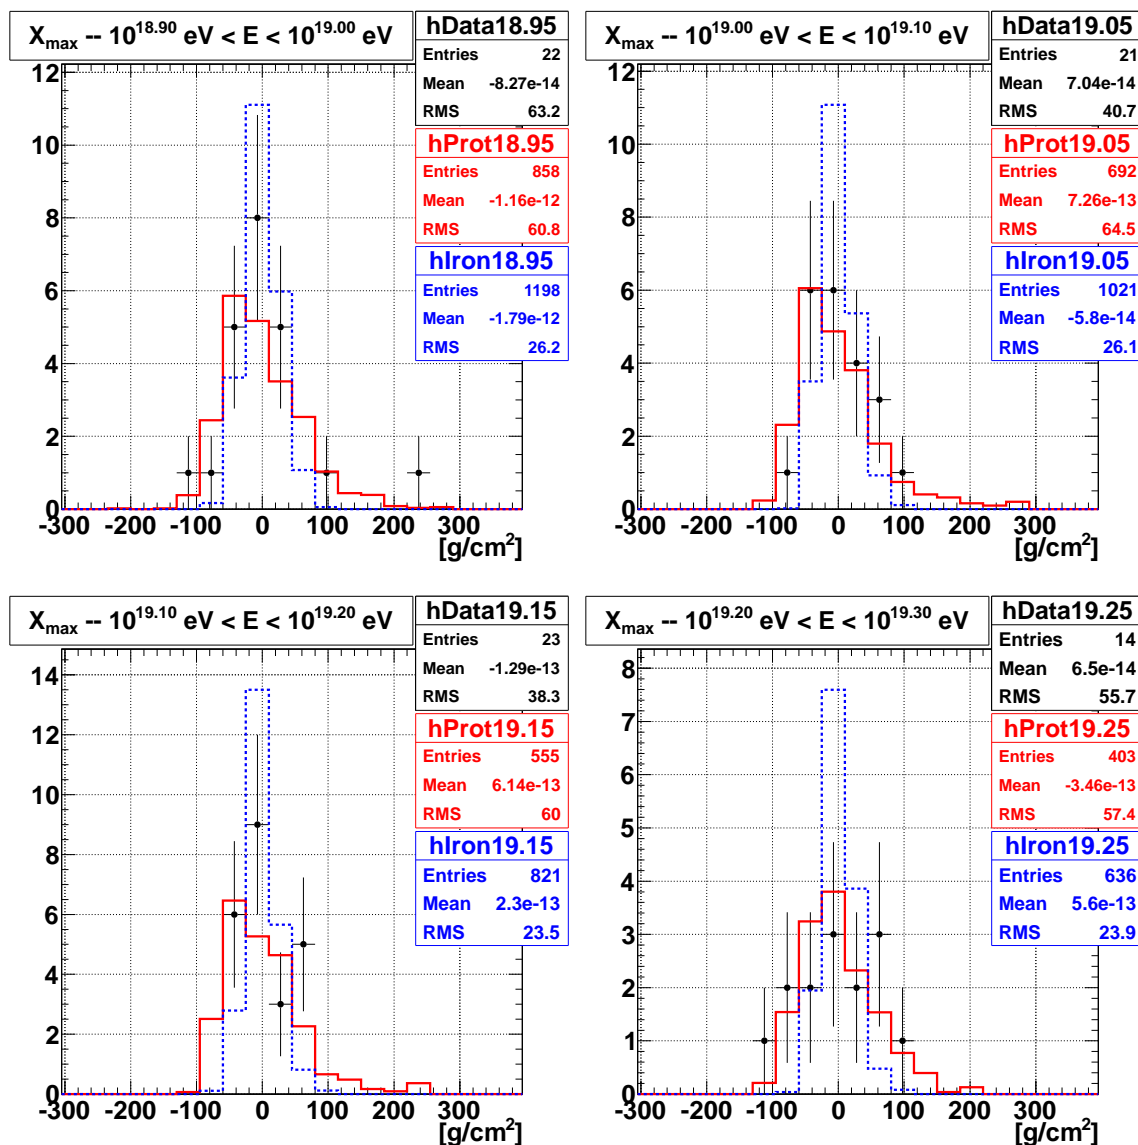 X_max -- 10^18.90 eV < E < 10^19.00 eV
hData18.95
Entries 22
Mean -8.27e-14
RMS 63.2
hProt18.95
Entries 858
Mean -1.16e-12
RMS 60.8
hIron18.95
Entries 1198
Mean -1.79e-12
RMS 26.2
12
10
8
6
4
2
0
-300 -200 -100 0 100 200 300
[g/cm^2]
X_max -- 10^19.00 eV < E < 10^19.10 eV
hData19.05
Entries 21
Mean 7.04e-14
RMS 40.7
hProt19.05
Entries 692
Mean 7.26e-13
RMS 64.5
hIron19.05
Entries 1021
Mean -5.8e-14
RMS 26.1
12
10
8
6
4
2
0
-300 -200 -100 0 100 200 300
[g/cm^2]
X_max -- 10^19.10 eV < E < 10^19.20 eV
hData19.15
Entries 23
Mean -1.29e-13
RMS 38.3
hProt19.15
Entries 555
Mean 6.14e-13
RMS 60
hIron19.15
Entries 821
Mean 2.3e-13
RMS 23.5
14
12
10
8
6
4
2
0
-300 -200 -100 0 100 200 300
[g/cm^2]
X_max -- 10^19.20 eV < E < 10^19.30 eV
hData19.25
Entries 14
Mean 6.5e-14
RMS 55.7
hProt19.25
Entries 403
Mean -3.46e-13
RMS 57.4
hIron19.25
Entries 636
Mean 5.6e-13
RMS 23.9
8
7
6
5
4
3
2
1
0
-300 -200 -100 0 100 200 300
[g/cm^2]